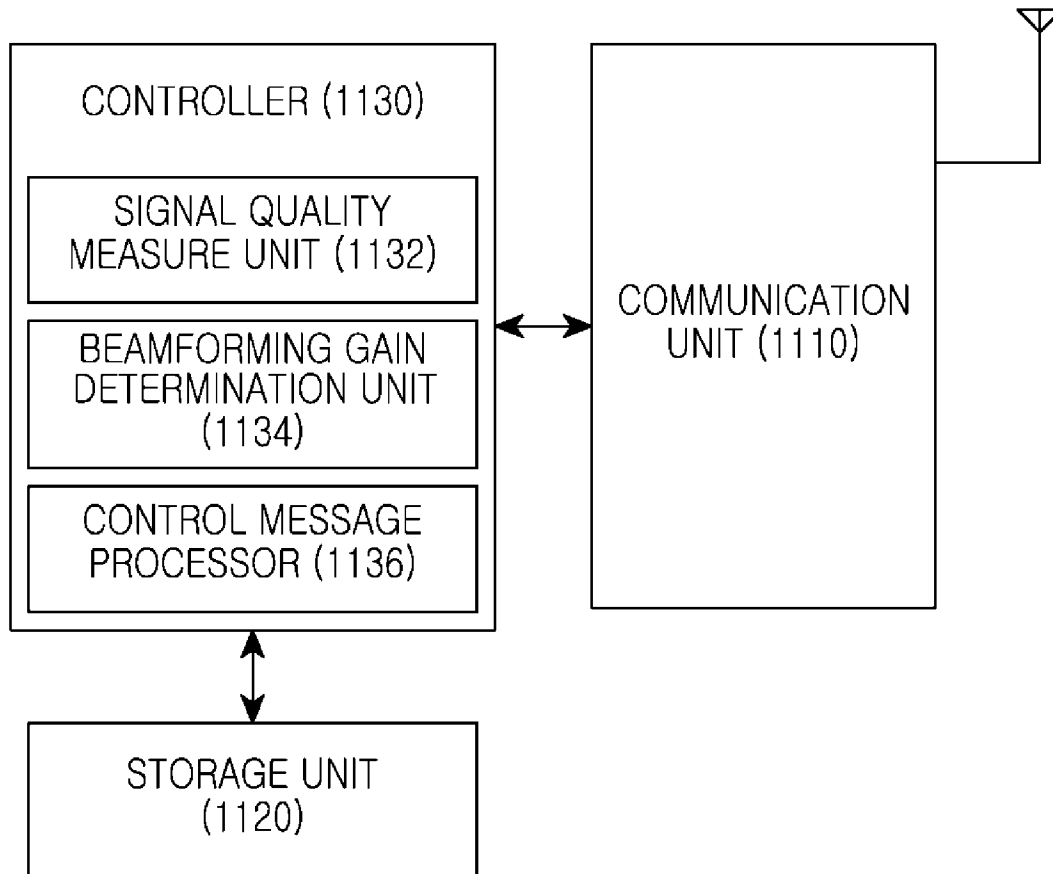 CONTROLLER (1130)
SIGNAL QUALITY
MEASURE UNIT (1132)
BEAMFORMING GAIN
DETERMINATION UNIT
(1134)
CONTROL MESSAGE
PROCESSOR (1136)
COMMUNICATION
UNIT (1110)
STORAGE UNIT
(1120)